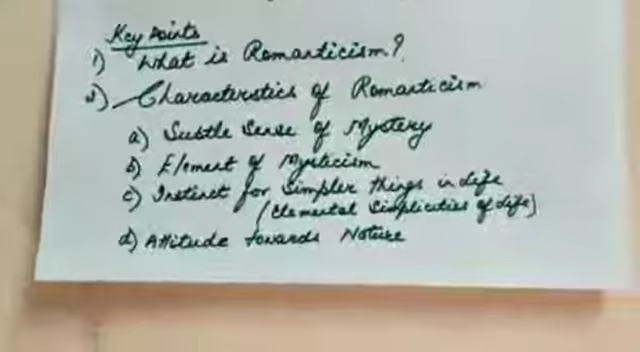 Key Points
1) What is Romanticism?
2) Characterstics of Romanticism
a) Subtle Sense of Mystery
b) Element of Mysticism
c) Instinct for Simpler things in life
(Elemental Simplicities of life)
d) Attitude towards Nature